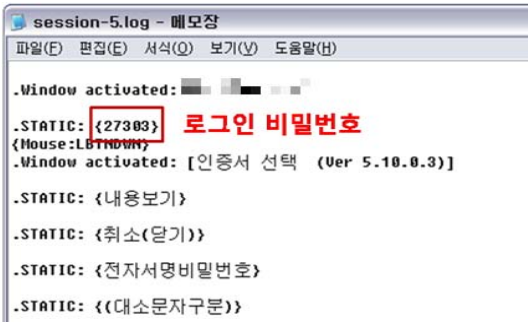 session-5.log - 메모장
파일(F) 편집(E) 서식(O) 보기(V) 도움말(H)
.Window activated:
.STATIC: {27303} 로그인 비밀번호
{Mouse:LBTNDWN}
.Window activated: [인증서 선택 (Ver 5.10.0.3)]
.STATIC: {내용보기}
.STATIC: {취소(닫기)}
.STATIC: {전자서명비밀번호}
.STATIC: {(대소문자구분)}